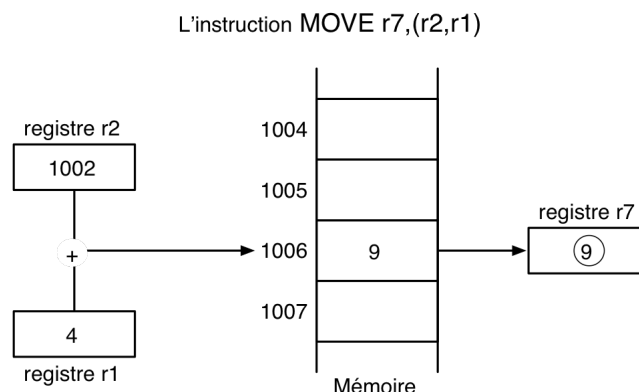 L'instruction MOVE r7,(r2,r1)
registre r2
1002
+
4
registre r1
1004
1005
1006
9
1007
Mémoire
registre r7
9